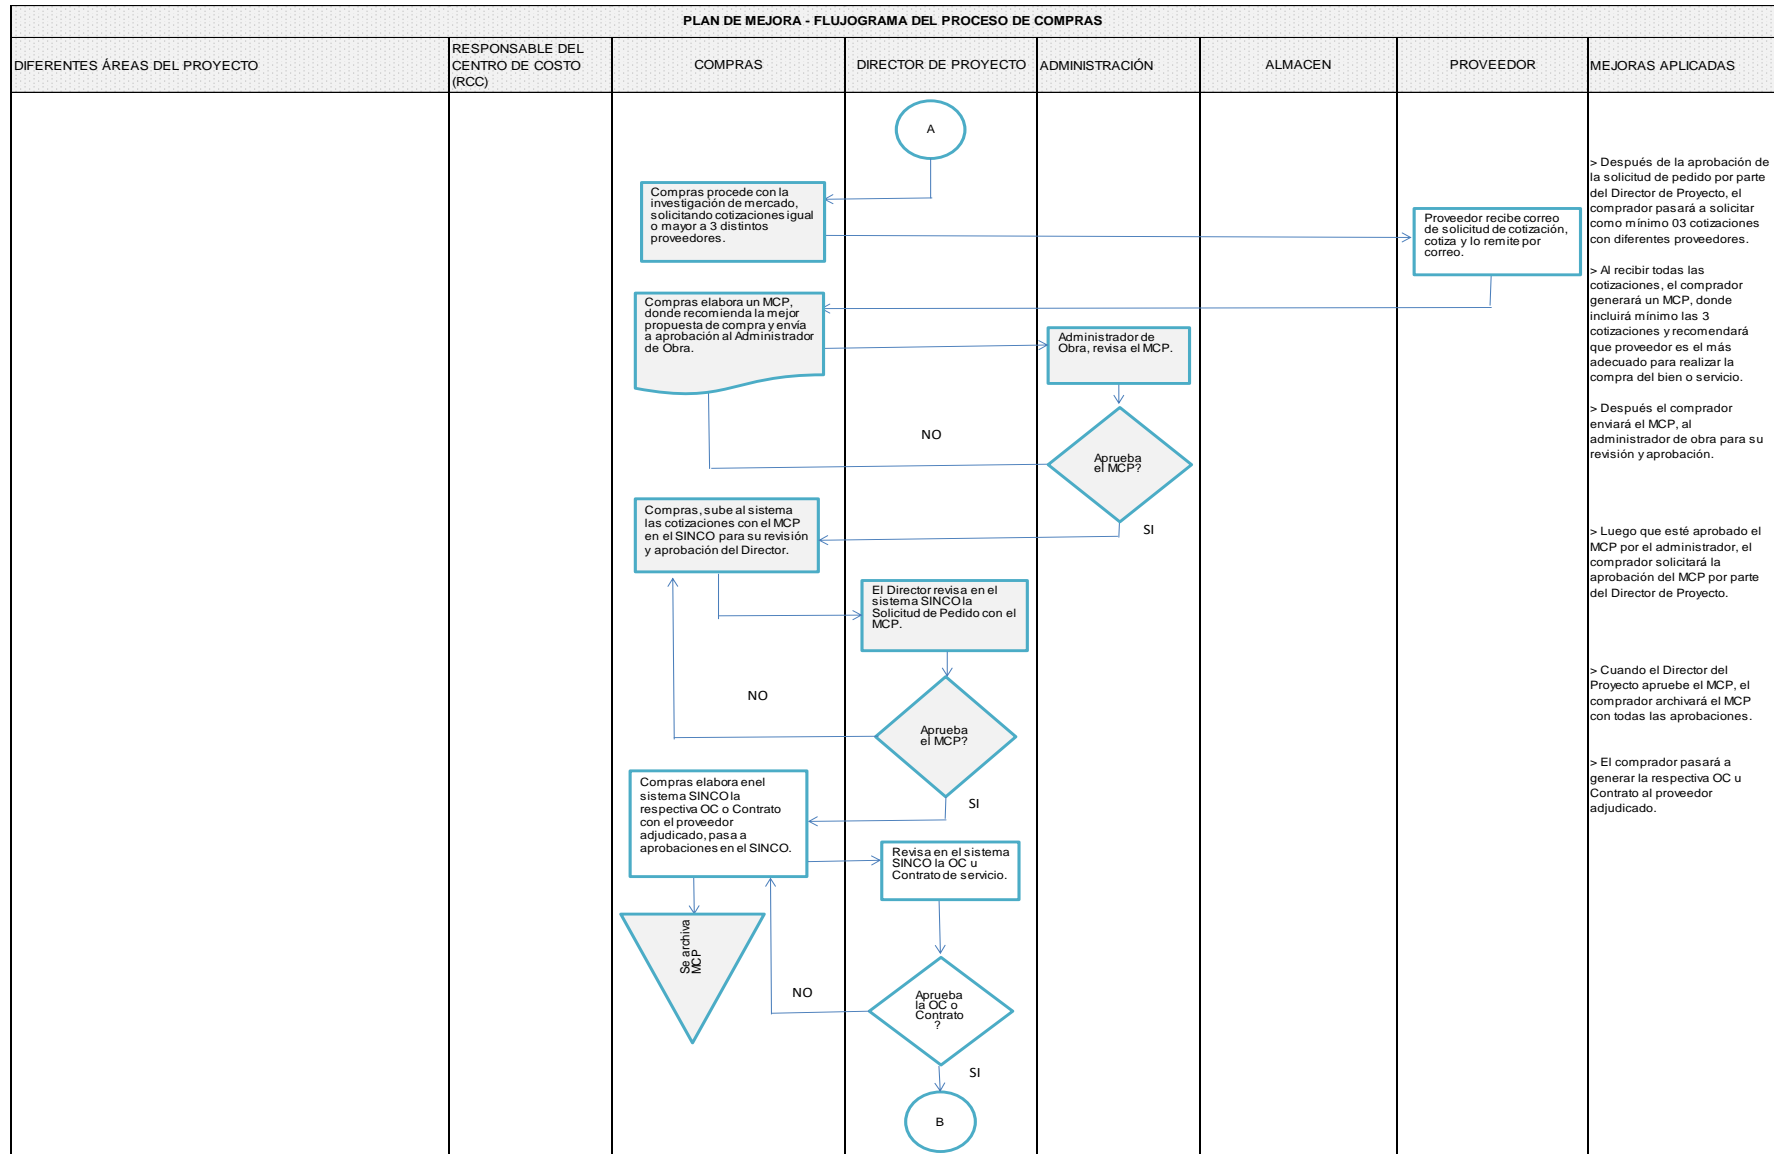 PLAN DE MEJORA - FLUJOGRAMA DEL PROCESO DE COMPRAS
DIFERENTES ÁREAS DEL PROYECTO
RESPONSABLE DEL
CENTRO DE COSTO
(RCC)
COMPRAS
DIRECTOR DE PROYECTO
ADMINISTRACIÓN
ALMACEN
PROVEEDOR
MEJORAS APLICADAS
A
Compras procede con la
investigación de mercado,
solicitando cotizaciones igual
o mayor a 3 distintos
proveedores.
Proveedor recibe correo
de solicitud de cotización,
cotiza y lo remite por
correo.
Compras elabora un MCP,
donde recomienda la mejor
propuesta de compra y envía
a aprobación al Administrador
de Obra.
Administrador de
Obra, revisa el MCP.
Aprueba
el MCP?
NO
SI
Compras, sube al sistema
las cotizaciones con el MCP
en el SINCO para su revisión
y aprobación del Director.
El Director revisa en el
sistema SINCO la
Solicitud de Pedido con el
MCP.
Aprueba
el MCP?
NO
SI
Compras elabora enel
sistema SINCO la
respectiva OC o Contrato
con el proveedor
adjudicado, pasa a
aprobaciones en el SINCO.
Revisa en el sistema
SINCO la OC u
Contrato de servicio.
Se archiva
MCP
Aprueba
la OC o
Contrato
?
NO
SI
B
> Después de la aprobación de
la solicitud de pedido por parte
del Director de Proyecto, el
comprador pasará a solicitar
como mínimo 03 cotizaciones
con diferentes proveedores.
> Al recibir todas las
cotizaciones, el comprador
generará un MCP, donde
incluirá mínimo las 3
cotizaciones y recomendará
que proveedor es el más
adecuado para realizar la
compra del bien o servicio.
> Después el comprador
enviará el MCP, al
administrador de obra para su
revisión y aprobación.
> Luego que esté aprobado el
MCP por el administrador, el
comprador solicitará la
aprobación del MCP por parte
del Director de Proyecto.
> Cuando el Director del
Proyecto apruebe el MCP, el
comprador archivará el MCP
con todas las aprobaciones.
> El comprador pasará a
generar la respectiva OC u
Contrato al proveedor
adjudicado.